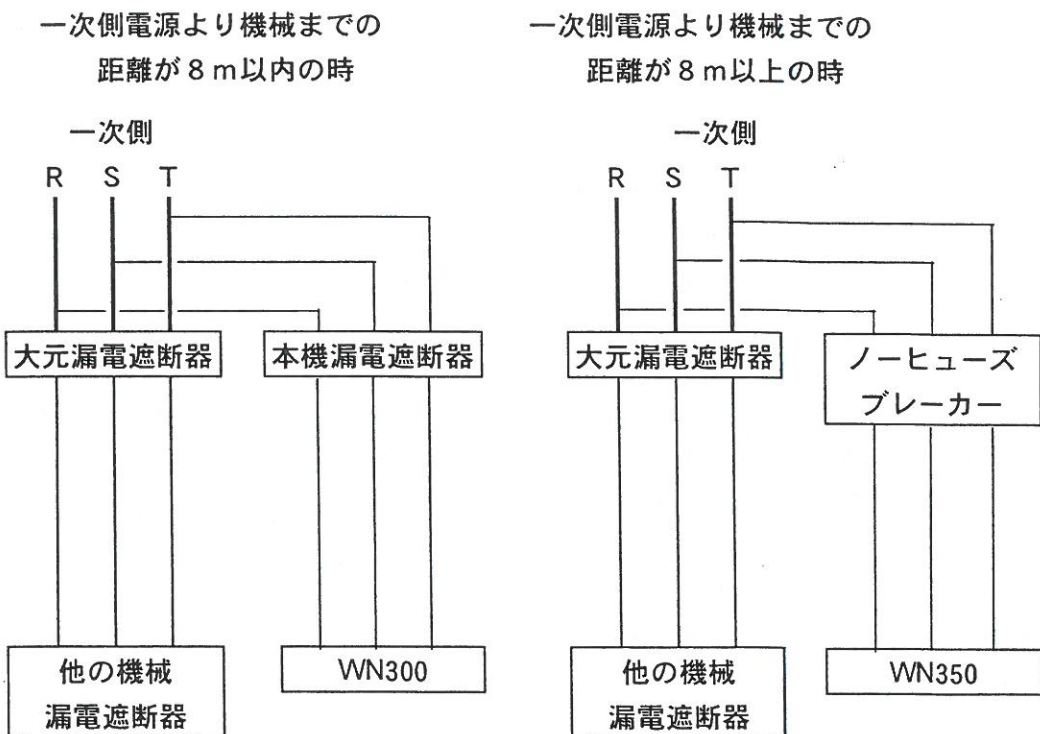 一次側電源より機械までの
距離が８ｍ以内の時
一次側
R S T
大元漏電遮断器
本機漏電遮断器
他の機械
漏電遮断器
WN300
一次側電源より機械までの
距離が８ｍ以上の時
一次側
R S T
大元漏電遮断器
ノーヒューズ
ブレーカー
他の機械
漏電遮断器
WN350